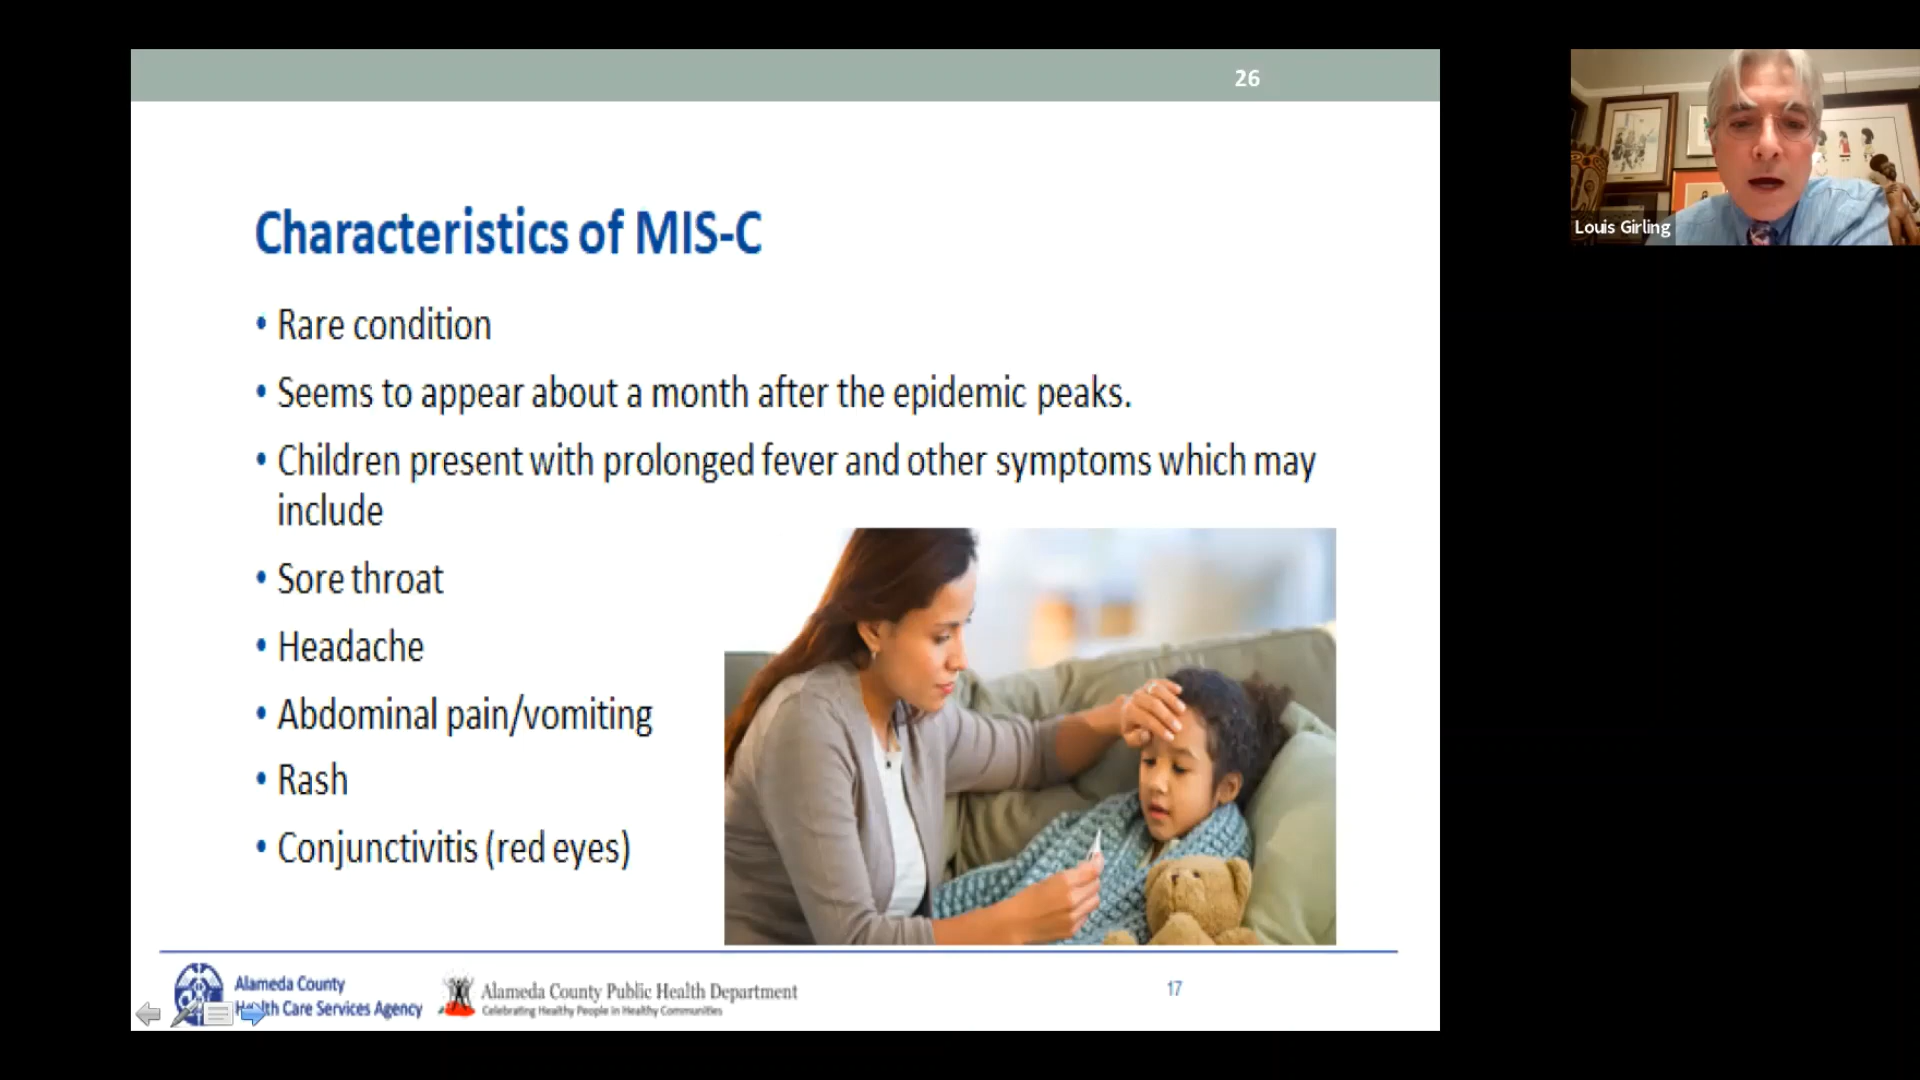 26
Louis Girling
Characteristics of MIS-C
• Rare condition
• Seems to appear about a month after the epidemic peaks.
• Children present with prolonged fever and other symptoms which may
include
• Sore throat
• Headache
• Abdominal pain/vomiting
• Rash
• Conjunctivitis (red eyes)
Alameda County
Health Care Services Agency
Alameda County Public Health Department
Celebrating Healthy People in Healthy Communities
17